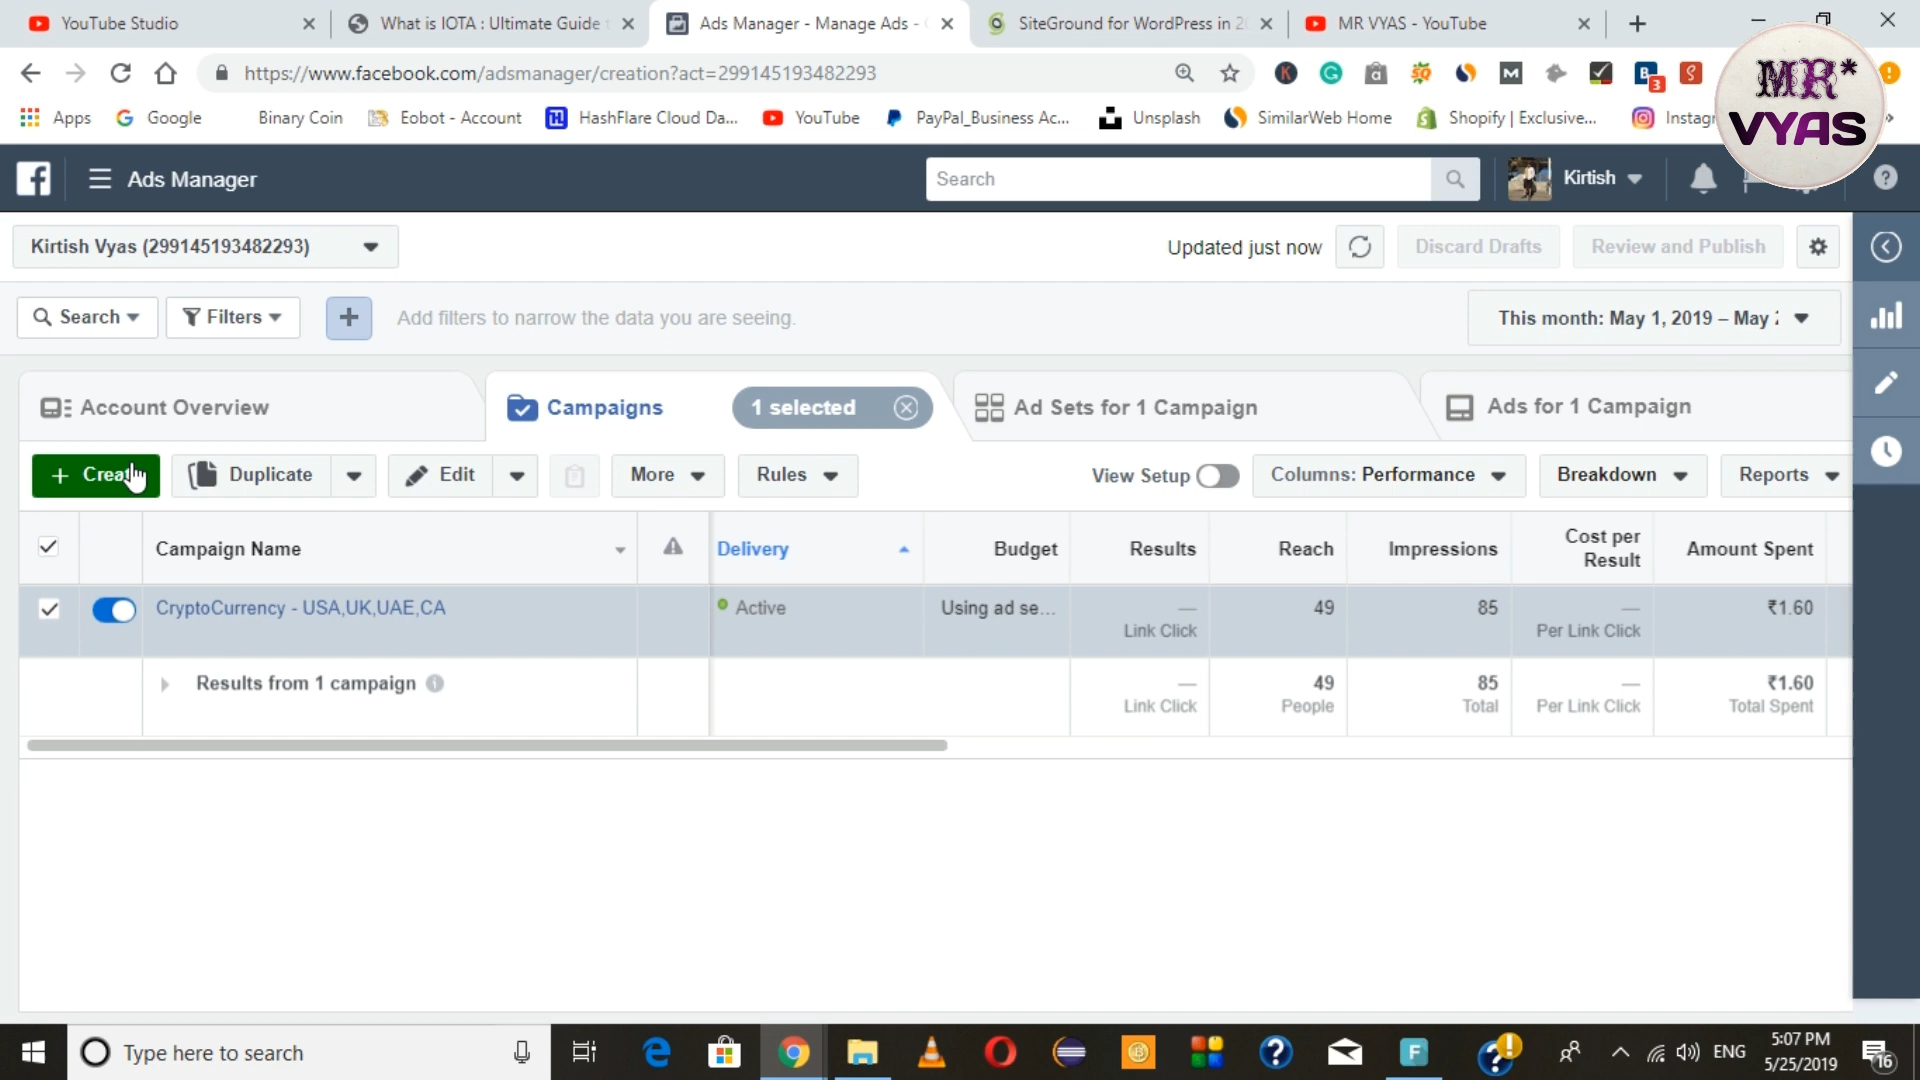 YouTube Studio
What is IOTA : Ultimate Guide
Ads Manager - Manage Ads -
SiteGround for WordPress in 2
MR VYAS - YouTube
https://www.facebook.com/adsmanager/creation?act=299145193482293
3
MR*
VYAS
Apps
Google
Binary Coin
Eobot - Account
HashFlare Cloud Da...
YouTube
PayPal_Business Ac...
Unsplash
SimilarWeb Home
Shopify | Exclusive...
Instag
Ads Manager
Search
Kirtish
Kirtish Vyas (299145193482293)
Updated just now
Discard Drafts
Review and Publish
Search
Filters
Add filters to narrow the data you are seeing.
This month: May 1, 2019 – May
Account Overview
Campaigns
1 selected
Ad Sets for 1 Campaign
Ads for 1 Campaign
+ Creat
Duplicate
Edit
More
Rules
View Setup
Columns: Performance
Breakdown
Reports
Campaign Name
Delivery
Budget
Results
Reach
Impressions
Cost per
Result
Amount Spent
CryptoCurrency - USA,UK,UAE,CA
Active
Using ad se...
—
Link Click
49
85
—
Per Link Click
₹1.60
Results from 1 campaign
—
Link Click
49
People
85
Total
—
Per Link Click
₹1.60
Total Spent
Type here to search
ENG
5:07 PM
5/25/2019
16